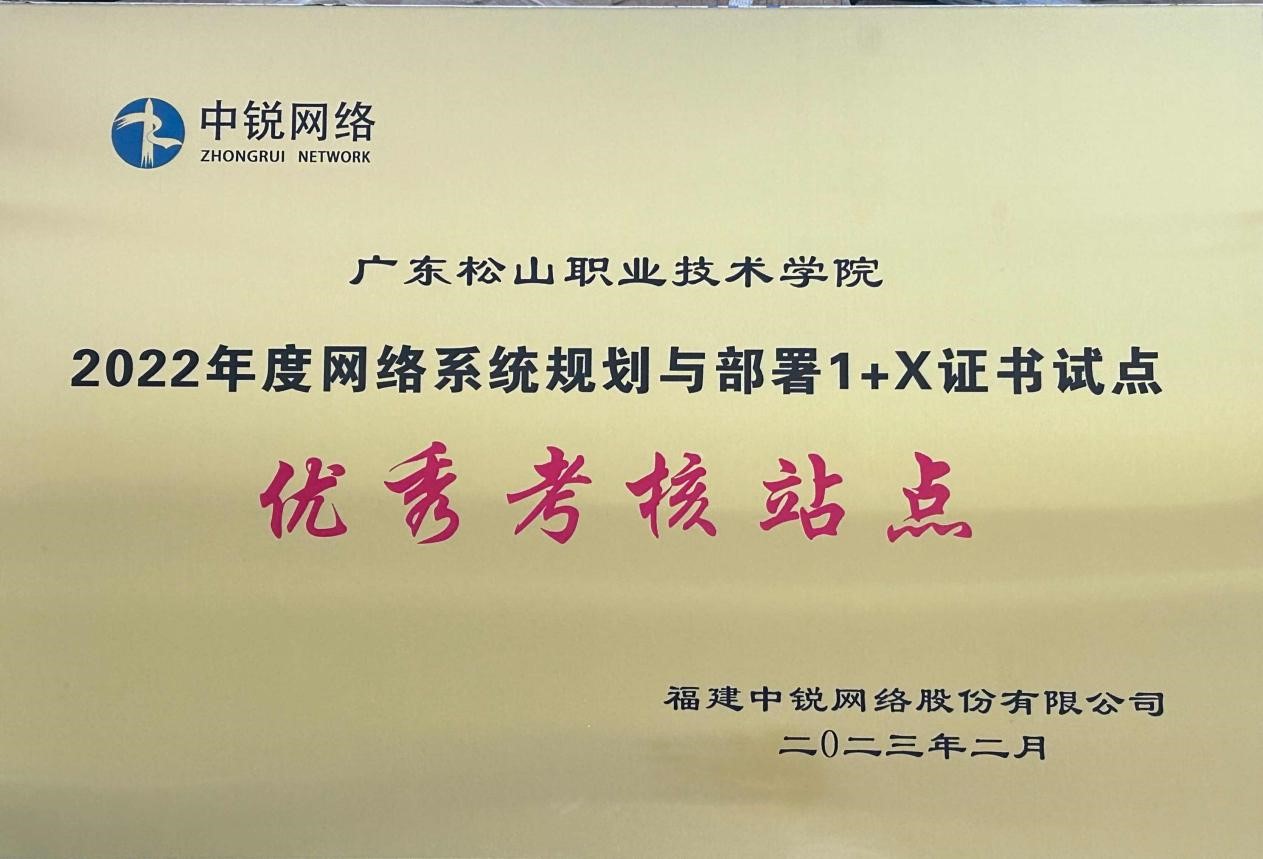 中锐网络
ZHONGRUI NETWORK
广东松山职业技术学院
2022年度网络系统规划与部署1+X证书试点
优秀考核站点
福建中锐网络股份有限公司
二0二三年二月